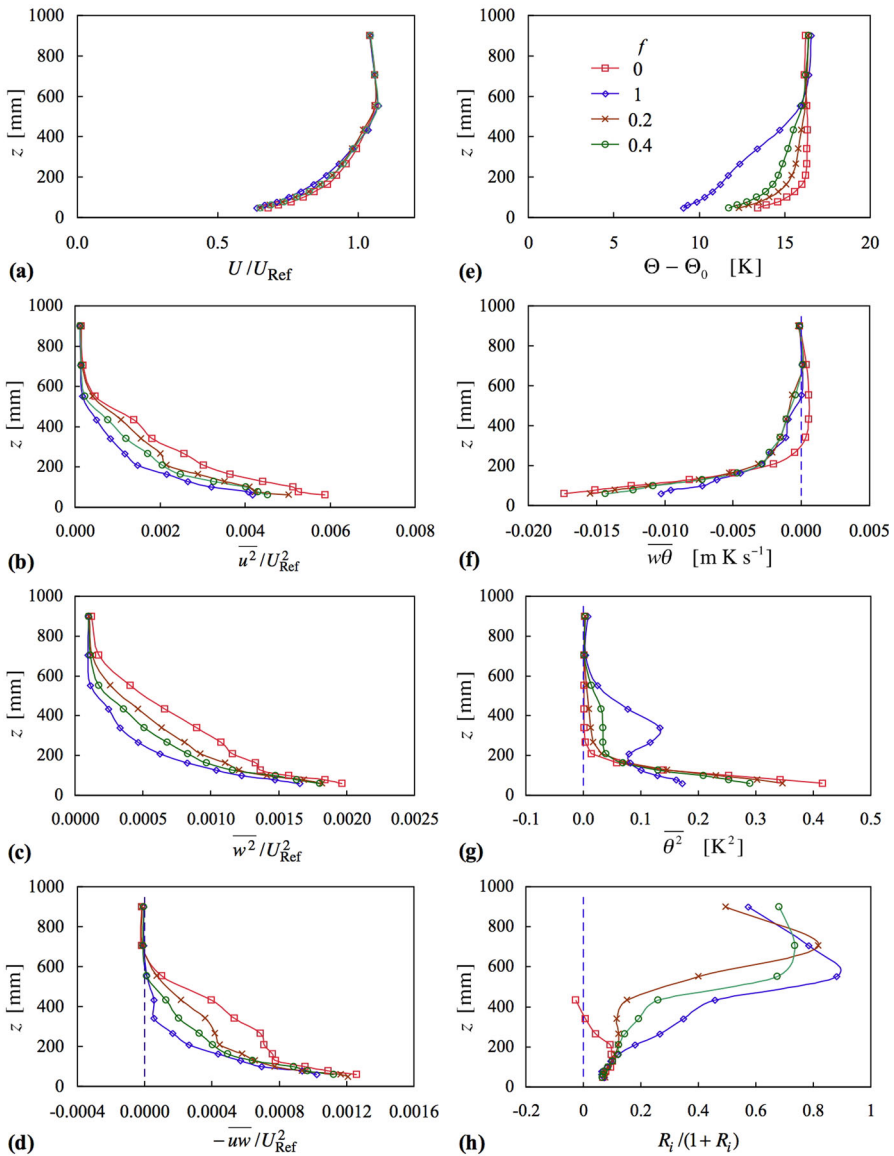 1000
800
600
400
200
0
z [mm]
0.0 0.5 1.0
(a) U/U_Ref
1000
800
600
400
200
0
z [mm]
f
0
1
0.2
0.4
0 5 10 15 20
(e) Θ − Θ₀ [K]
1000
800
600
400
200
0
z [mm]
0.000 0.002 0.004 0.006 0.008
(b) u²/U²_Ref
1000
800
600
400
200
0
z [mm]
-0.020 -0.015 -0.010 -0.005 0.000 0.005
(f) wθ [m K s⁻¹]
1000
800
600
400
200
0
z [mm]
0.0000 0.0005 0.0010 0.0015 0.0020 0.0025
(c) w²/U²_Ref
1000
800
600
400
200
0
z [mm]
-0.1 0.0 0.1 0.2 0.3 0.4 0.5
(g) θ² [K²]
1000
800
600
400
200
0
z [mm]
-0.0004 0.0000 0.0004 0.0008 0.0012 0.0016
(d) −uw/U²_Ref
1000
800
600
400
200
0
z [mm]
-0.2 0 0.2 0.4 0.6 0.8 1
(h) R_i/(1 + R_i)